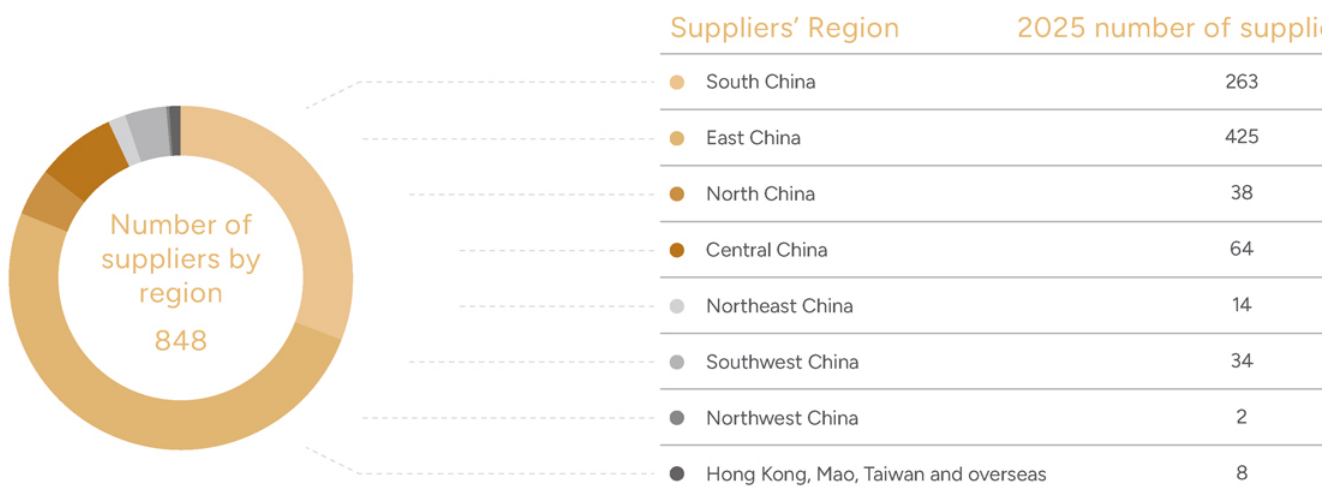 Number of
suppliers by
region
848
Suppliers’ Region 2025 number of
South China 263
East China 425
North China 38
Central China 64
Northeast China 14
Southwest China 34
Northwest China 2
Hong Kong, Mao, Taiwan and overseas 8